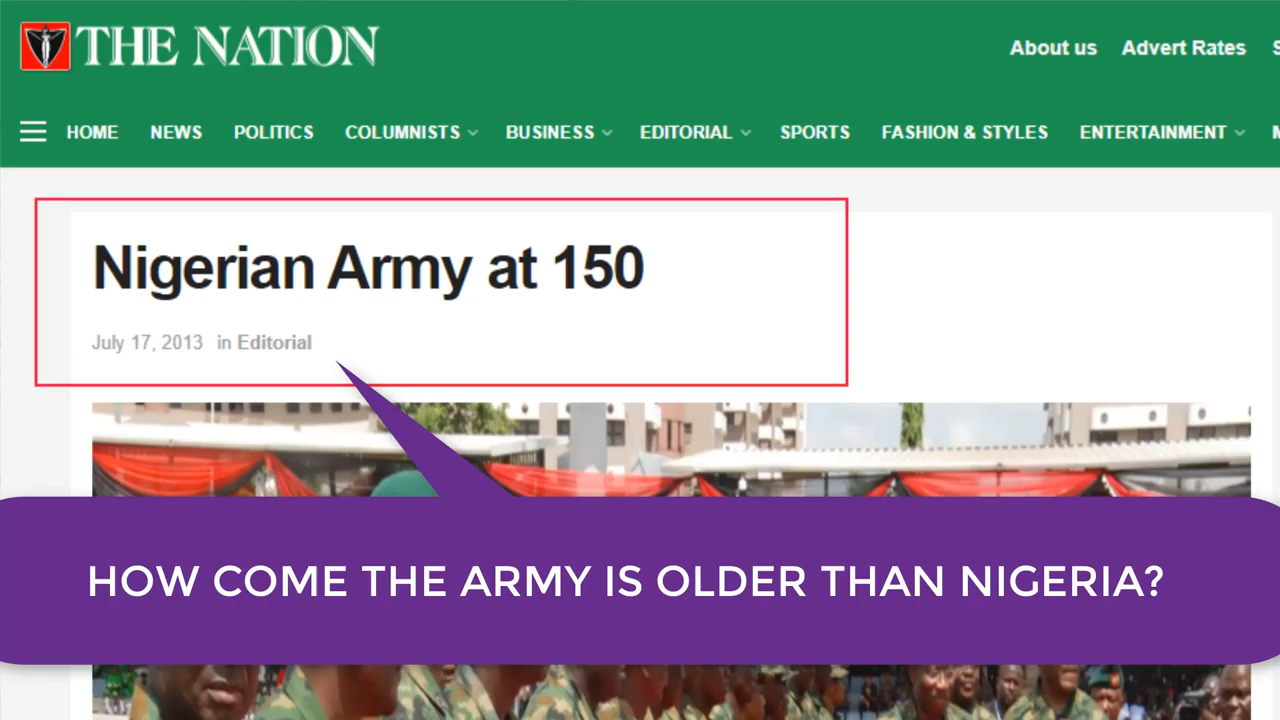 THE NATION
About us Advert Rates S
HOME NEWS POLITICS COLUMNISTS BUSINESS EDITORIAL SPORTS FASHION & STYLES ENTERTAINMENT
Nigerian Army at 150
July 17, 2013 in Editorial
HOW COME THE ARMY IS OLDER THAN NIGERIA?